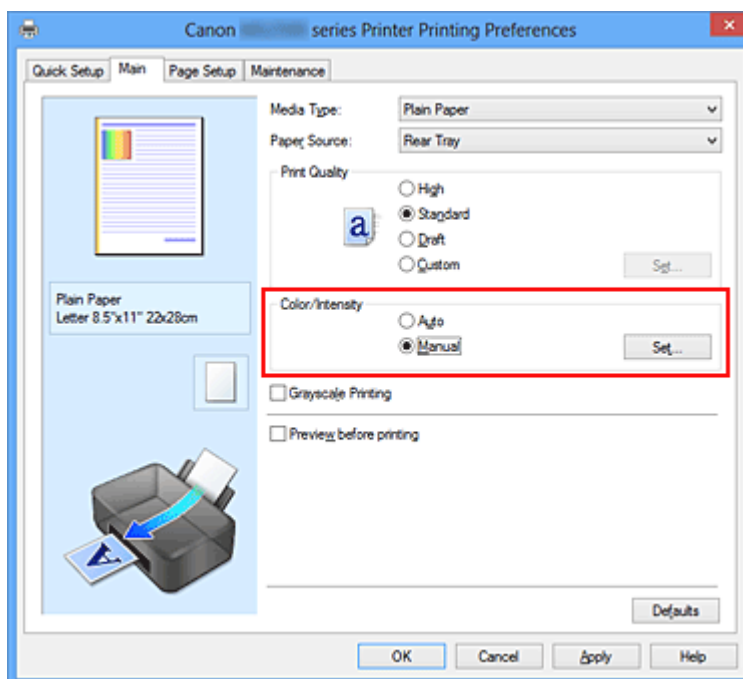 Canon series Printer Printing Preferences
Quick Setup Main Page Setup Maintenance
Media Type: Plain Paper
Paper Source: Rear Tray
Print Quality
High
a Standard
Draft
Custom Set...
Plain Paper
Letter 8.5"x11" 22x28cm
Color/Intensity
Auto
Manual Set...
Grayscale Printing
Preview before printing
A
Defaults
OK Cancel Apply Help